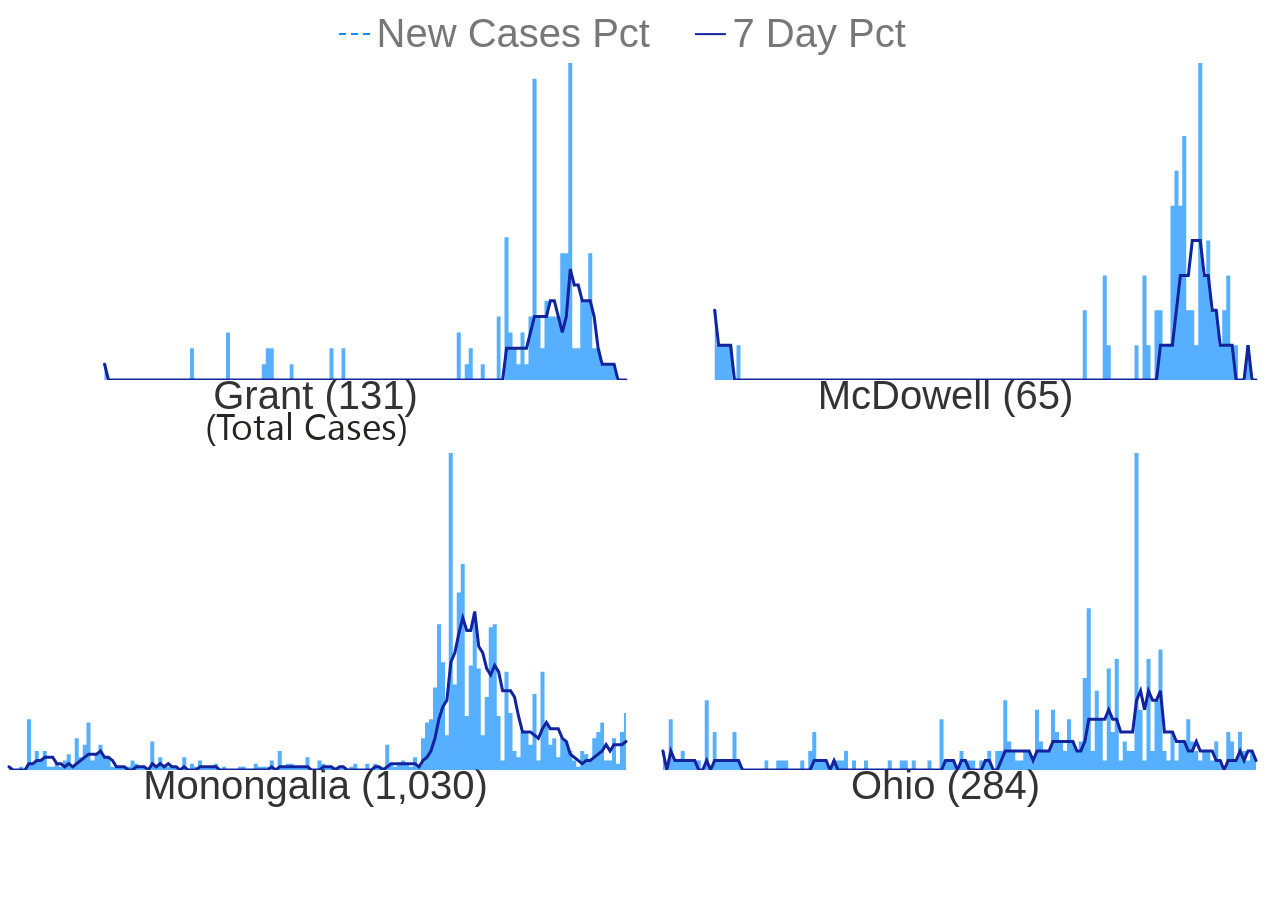 New Cases Pct 7 Day Pct
Grant (131)
(Total Cases)
McDowell (65)
Monongalia (1,030)
Ohio (284)